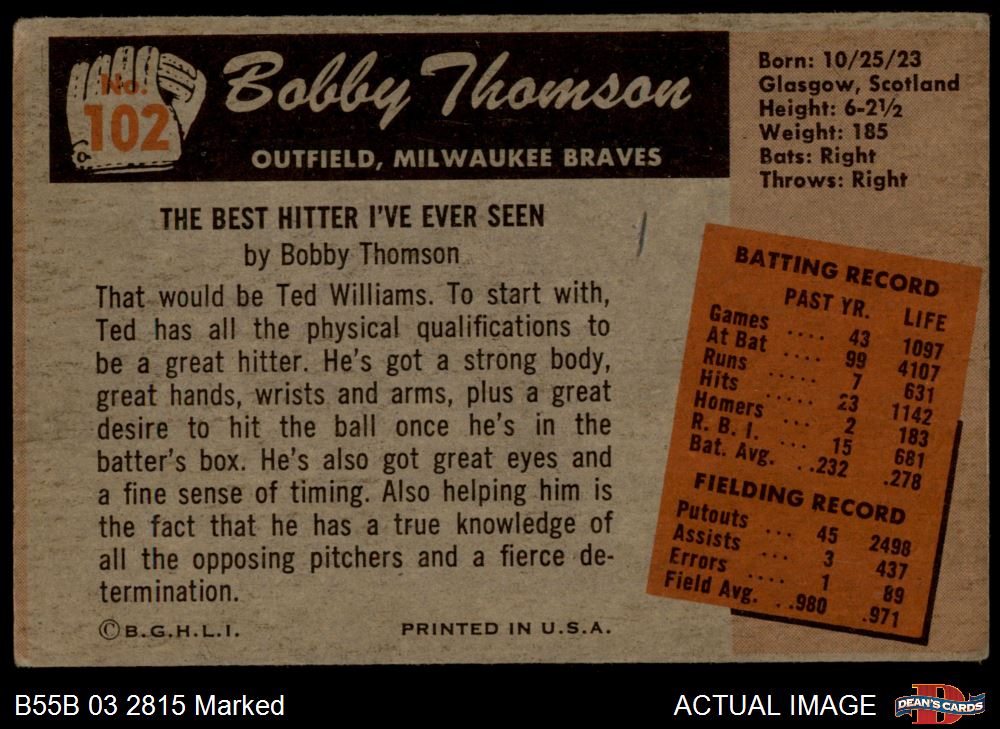 No.
102
Bobby Thomson
OUTFIELD, MILWAUKEE BRAVES
Born: 10/25/23
Glasgow, Scotland
Height: 6-2½
Weight: 185
Bats: Right
Throws: Right
THE BEST HITTER I'VE EVER SEEN
by Bobby Thomson
That would be Ted Williams. To start with,
Ted has all the physical qualifications to
be a great hitter. He's got a strong body,
great hands, wrists and arms, plus a great
desire to hit the ball once he's in the
batter's box. He's also got great eyes and
a fine sense of timing. Also helping him is
the fact that he has a true knowledge of
all the opposing pitchers and a fierce de-
termination.
©B.G.H.L.I. PRINTED IN U.S.A.
BATTING RECORD
PAST YR. LIFE
Games .... 43 1097
At Bat .... 99 4107
Runs ..... 7 631
Hits ..... 23 1142
Homers ... 2 183
R. B. I. ... 15 681
Bat. Avg. ..232 .278
FIELDING RECORD
Putouts ... 45 2498
Assists ... 3 437
Errors .... 1 89
Field Avg. ..980 .971
B55B 03 2815 Marked ACTUAL IMAGE
D
DEAN'S CARDS